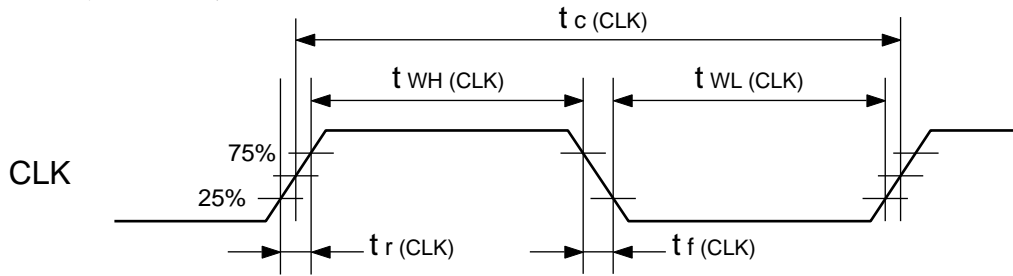 t c (CLK)
t WH (CLK) t WL (CLK)
75%
CLK
25%
t r (CLK) t f (CLK)